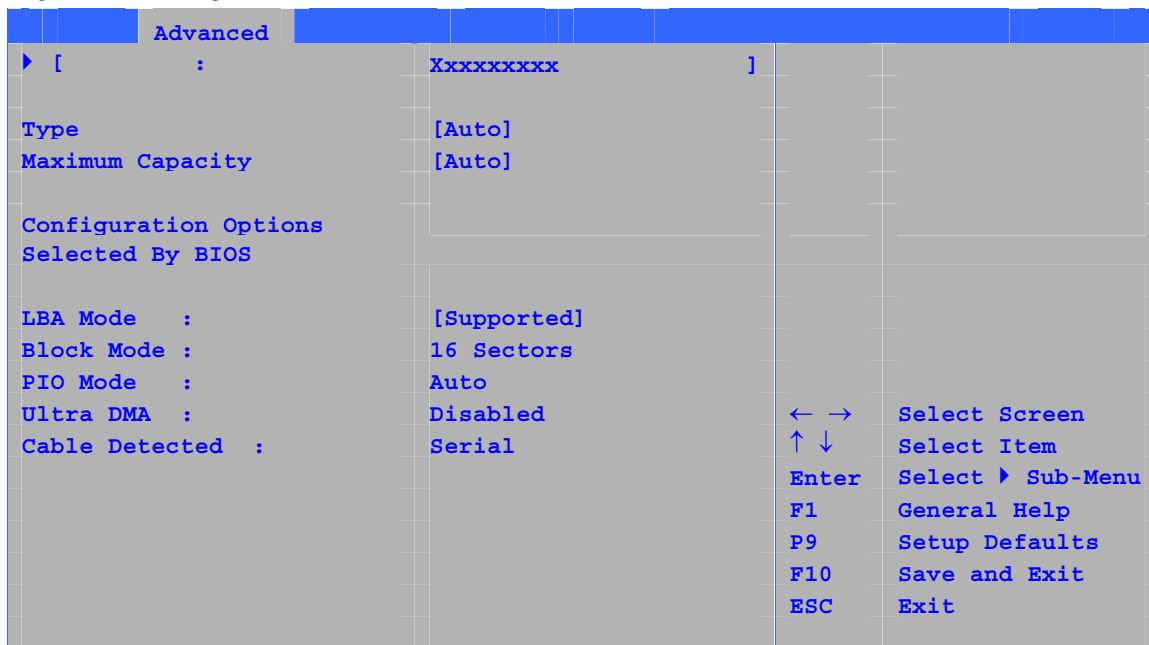 Advanced
▶ [ : Xxxxxxxxxx ]
Type [Auto]
Maximum Capacity [Auto]
Configuration Options
Selected By BIOS
LBA Mode : [Supported]
Block Mode : 16 Sectors
PIO Mode : Auto
Ultra DMA : Disabled
Cable Detected : Serial
← → Select Screen
↑ ↓ Select Item
Enter Select ▶ Sub-Menu
F1 General Help
P9 Setup Defaults
F10 Save and Exit
ESC Exit